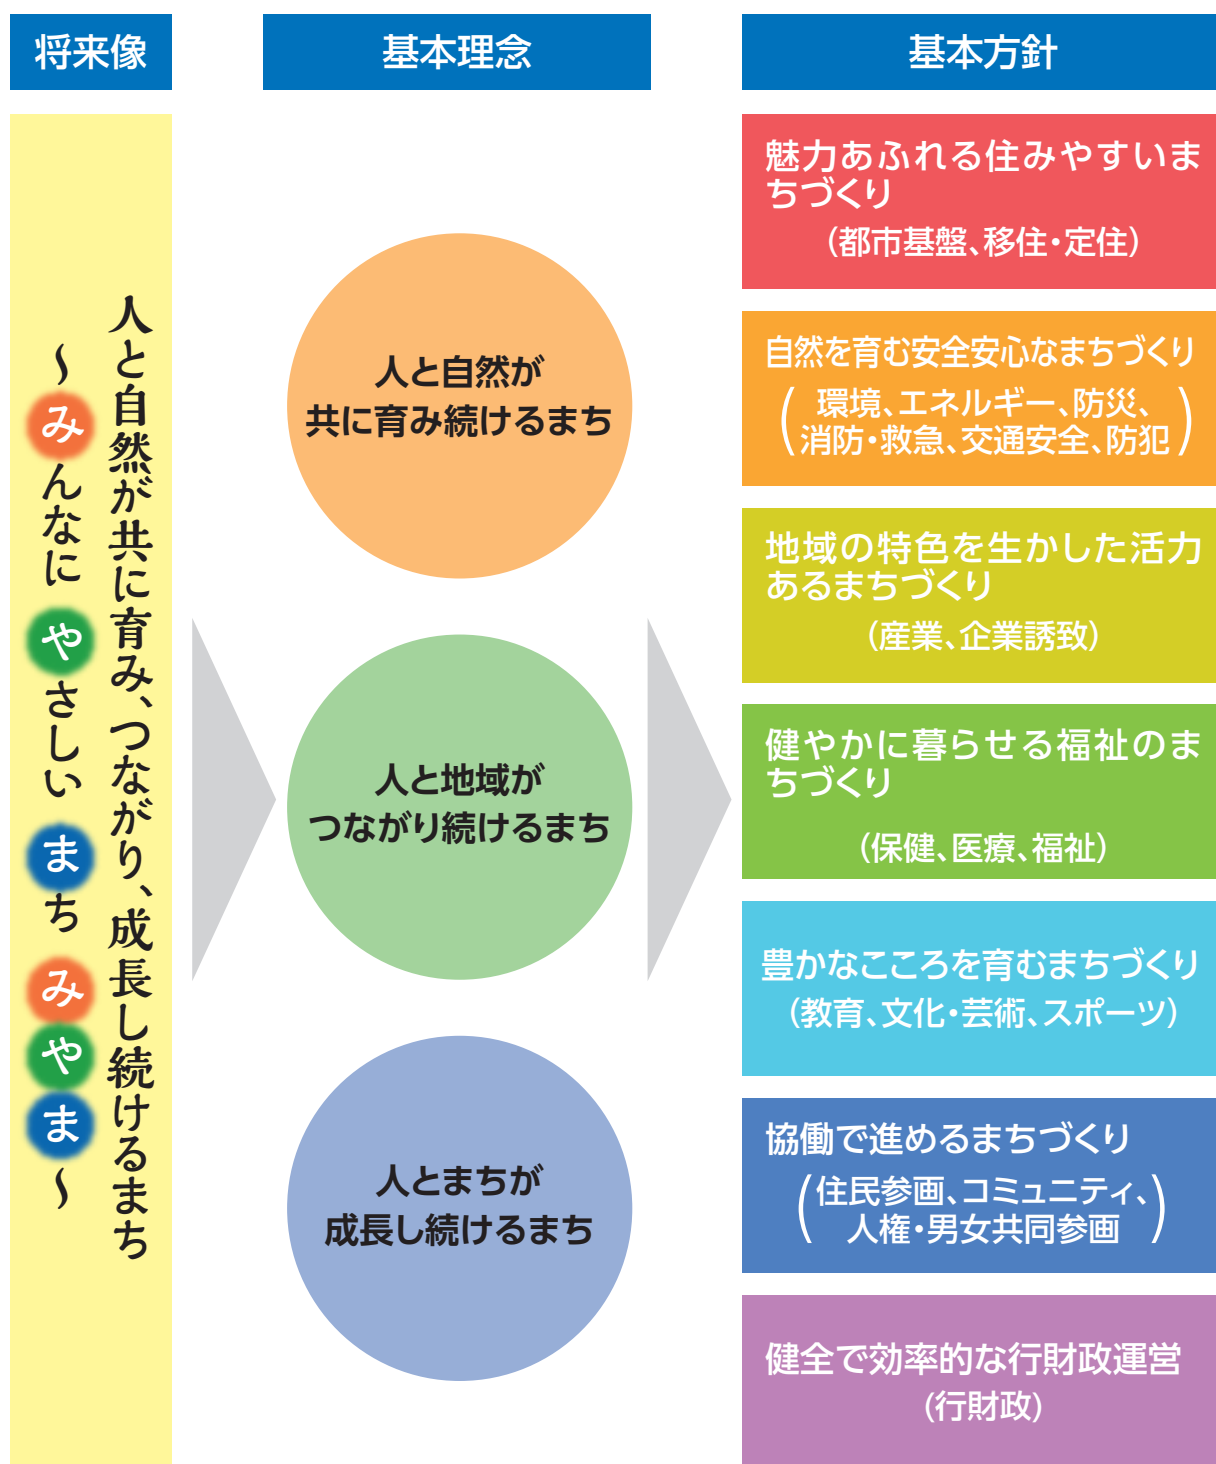 将来像
人と自然が共に育み、つながり、成長し続けるまち
～みんなに やさしい まち みやま～
基本理念
人と自然が
共に育み続けるまち
人と地域が
つながり続けるまち
人とまちが
成長し続けるまち
基本方針
魅力あふれる住みやすいま
ちづくり
(都市基盤、移住・定住)
自然を育む安全安心なまちづくり
(環境、エネルギー、防災、
消防・救急、交通安全、防犯)
地域の特色を生かした活力
あるまちづくり
(産業、企業誘致)
健やかに暮らせる福祉のま
ちづくり
(保健、医療、福祉)
豊かなこころを育むまちづくり
(教育、文化・芸術、スポーツ)
協働で進めるまちづくり
(住民参画、コミュニティ、
人権・男女共同参画)
健全で効率的な行財政運営
(行財政)